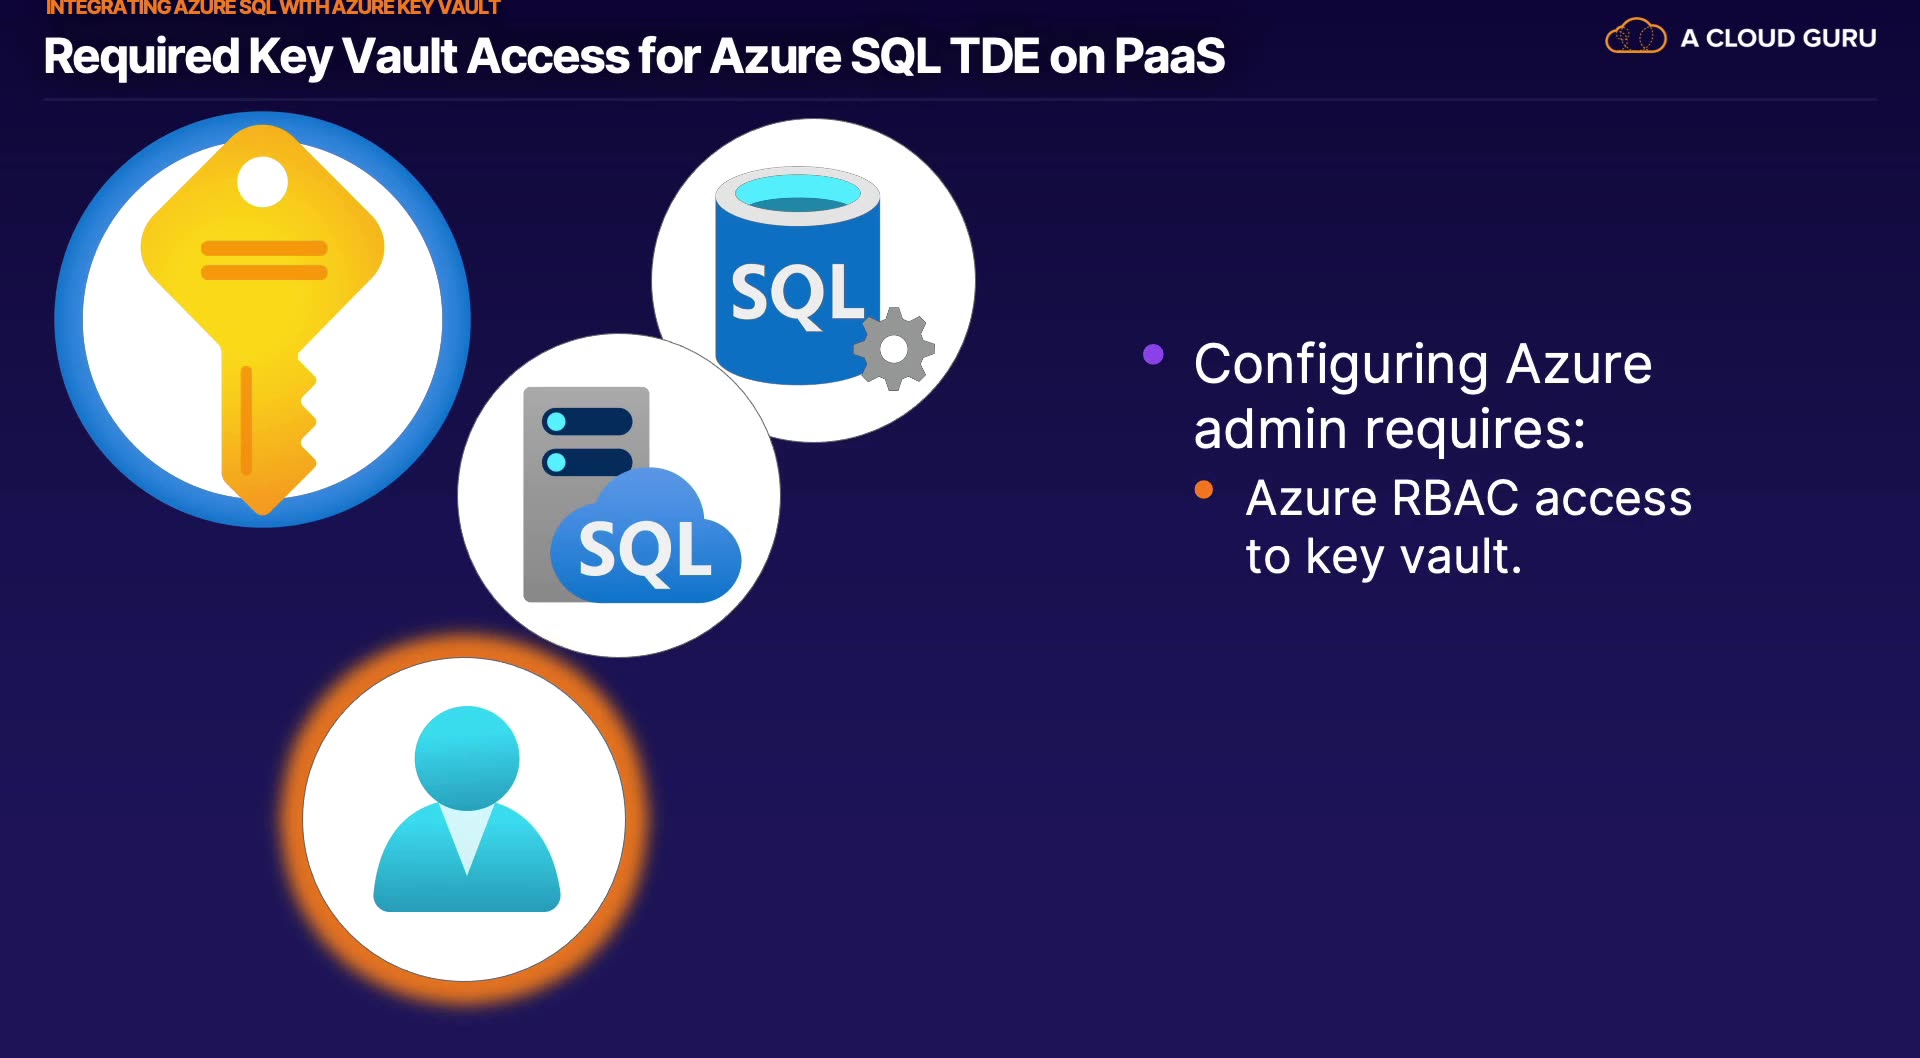 INTEGRATING AZURE SQL WITH AZURE KEY VAULT
Required Key Vault Access for Azure SQL TDE on PaaS
A CLOUD GURU
SQL
SQL
Configuring Azure
admin requires:
Azure RBAC access
to key vault.